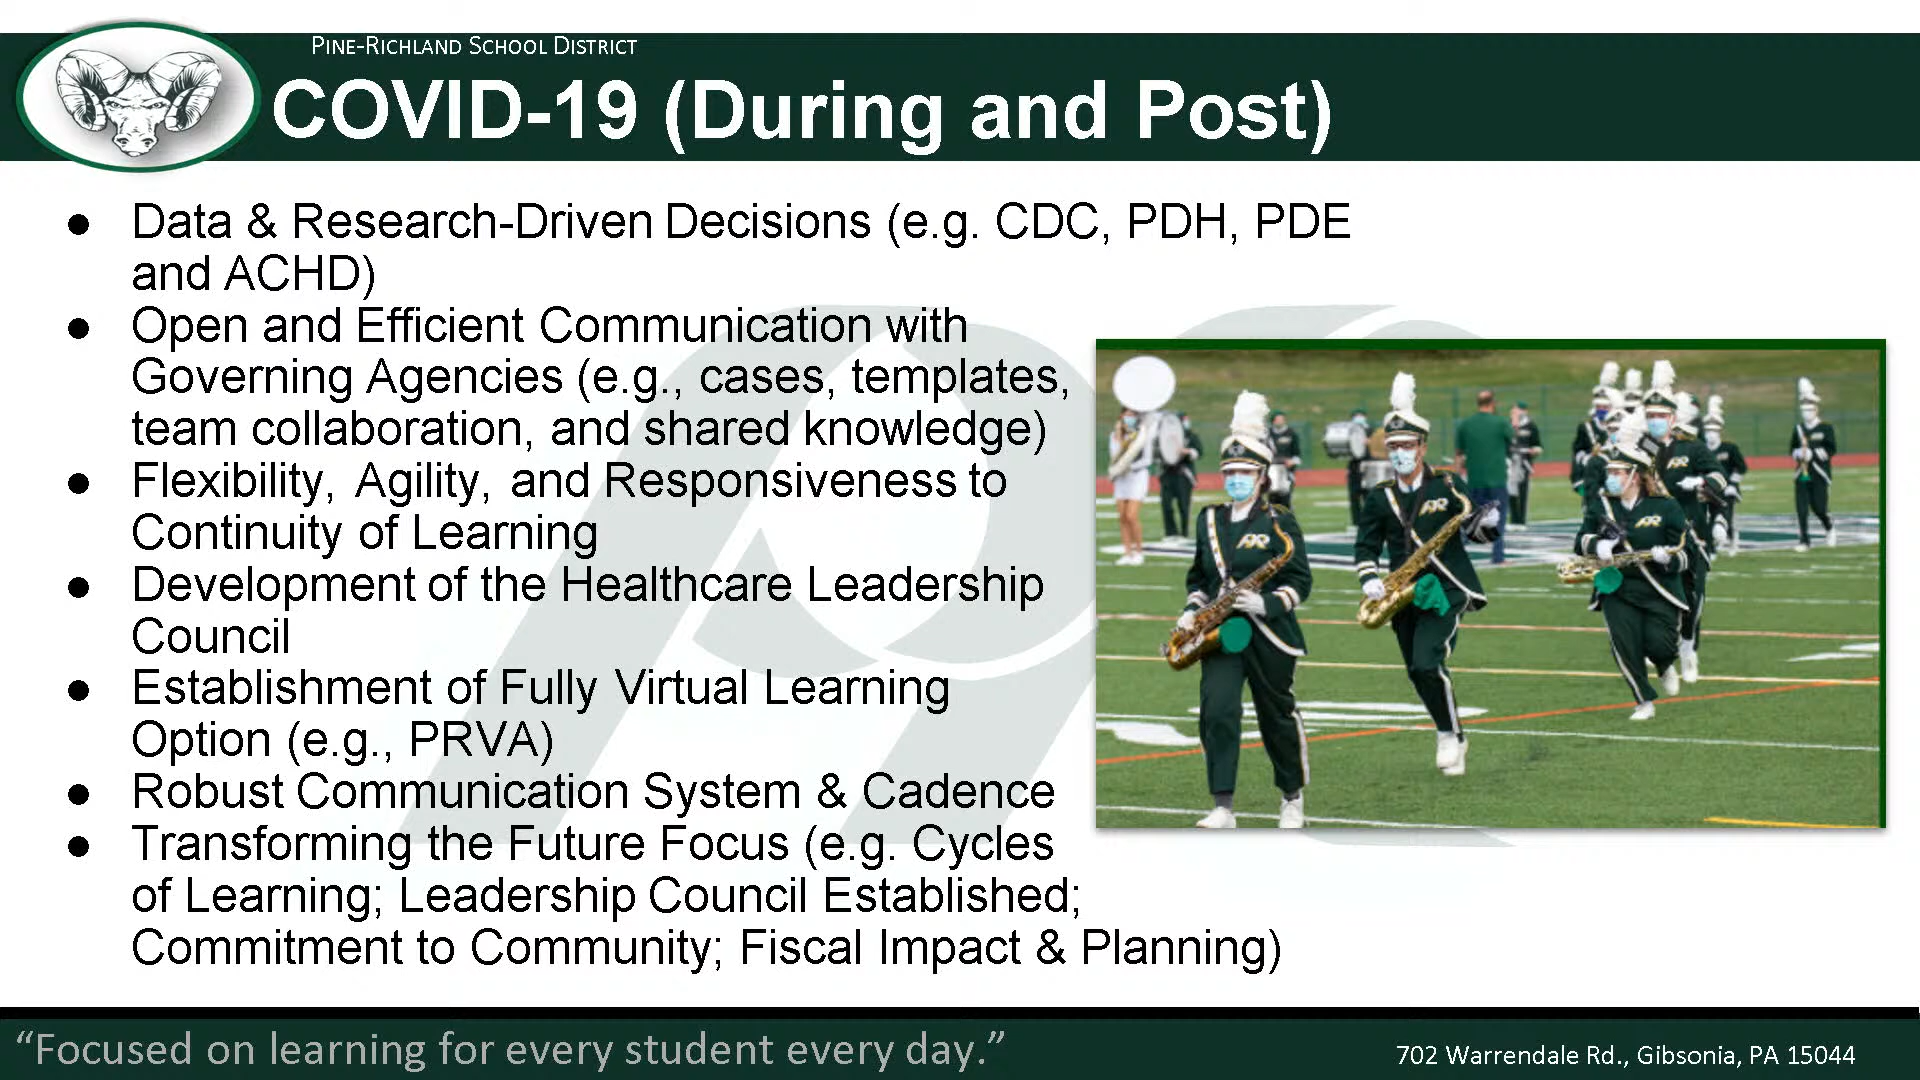 PINE-RICHLAND SCHOOL DISTRICT
COVID-19 (During and Post)
● Data & Research-Driven Decisions (e.g. CDC, PDH, PDE
and ACHD)
● Open and Efficient Communication with
Governing Agencies (e.g., cases, templates,
team collaboration, and shared knowledge)
● Flexibility, Agility, and Responsiveness to
Continuity of Learning
● Development of the Healthcare Leadership
Council
● Establishment of Fully Virtual Learning
Option (e.g., PRVA)
● Robust Communication System & Cadence
● Transforming the Future Focus (e.g. Cycles
of Learning; Leadership Council Established;
Commitment to Community; Fiscal Impact & Planning)
PR
PR
PR
“Focused on learning for every student every day.”
702 Warrendale Rd., Gibsonia, PA 15044